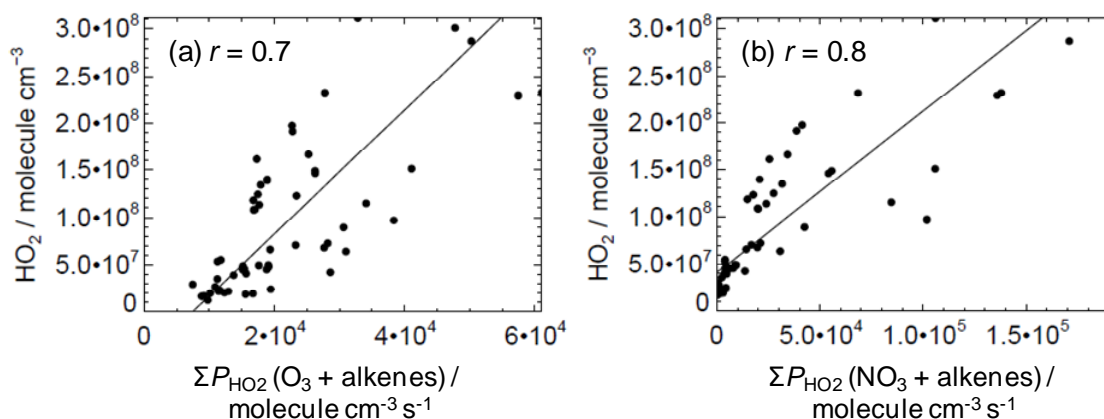 (a) r = 0.7
HO₂ / molecule cm⁻³
3.0•10⁸
2.5•10⁸
2.0•10⁸
1.5•10⁸
1.0•10⁸
5.0•10⁷
0
0 2•10⁴ 4•10⁴ 6•10⁴
ΣP_HO2 (O₃ + alkenes) /
molecule cm⁻³ s⁻¹
(b) r = 0.8
HO₂ / molecule cm⁻³
3.0•10⁸
2.5•10⁸
2.0•10⁸
1.5•10⁸
1.0•10⁸
5.0•10⁷
0
0 5.0•10⁴ 1.0•10⁵ 1.5•10⁵
ΣP_HO2 (NO₃ + alkenes) /
molecule cm⁻³ s⁻¹